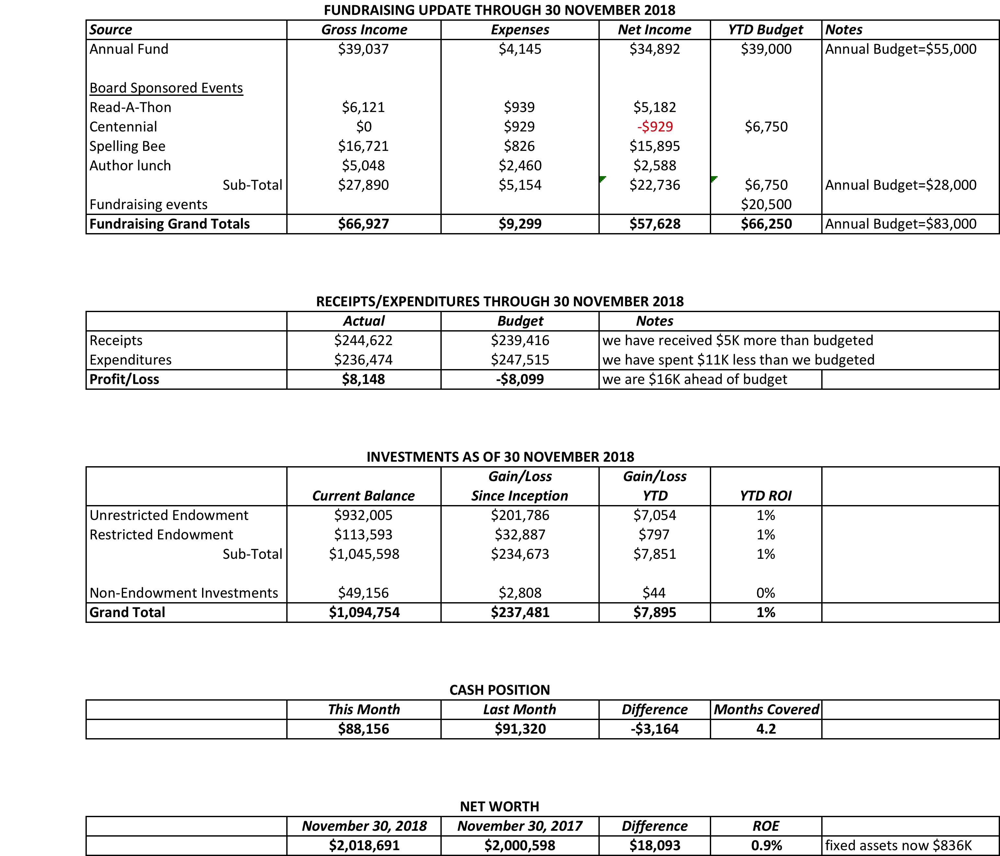 FUNDRAISING UPDATE THROUGH 30 NOVEMBER 2018
Source Gross Income Expenses Net Income YTD Budget Notes
Annual Fund $39,037 $4,145 $34,892 $39,000 Annual Budget=$55,000
Board Sponsored Events
Read-A-Thon $6,121 $939 $5,182
Centennial $0 $929 -$929 $6,750
Spelling Bee $16,721 $826 $15,895
Author lunch $5,048 $2,460 $2,588
Sub-Total $27,890 $5,154 $22,736 $6,750 Annual Budget=$28,000
Fundraising events $20,500
Fundraising Grand Totals $66,927 $9,299 $57,628 $66,250 Annual Budget=$83,000
RECEIPTS/EXPENDITURES THROUGH 30 NOVEMBER 2018
Actual Budget Notes
Receipts $244,622 $239,416 we have received $5K more than budgeted
Expenditures $236,474 $247,515 we have spent $11K less than we budgeted
Profit/Loss $8,148 -$8,099 we are $16K ahead of budget
INVESTMENTS AS OF 30 NOVEMBER 2018
Gain/Loss Gain/Loss
Current Balance Since Inception YTD YTD ROI
Unrestricted Endowment $932,005 $201,786 $7,054 1%
Restricted Endowment $113,593 $32,887 $797 1%
Sub-Total $1,045,598 $234,673 $7,851 1%
Non-Endowment Investments $49,156 $2,808 $44 0%
Grand Total $1,094,754 $237,481 $7,895 1%
CASH POSITION
This Month Last Month Difference Months Covered
$88,156 $91,320 -$3,164 4.2
NET WORTH
November 30, 2018 November 30, 2017 Difference ROE
$2,018,691 $2,000,598 $18,093 0.9% fixed assets now $836K